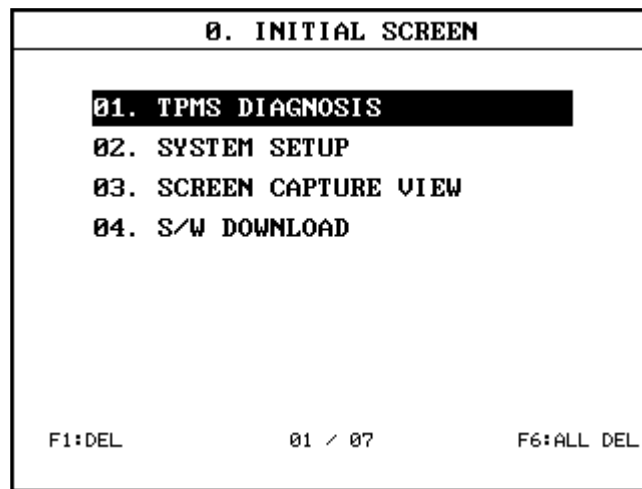 0. INITIAL SCREEN
01. TPMS DIAGNOSIS
02. SYSTEM SETUP
03. SCREEN CAPTURE VIEW
04. S/W DOWNLOAD
F1:DEL 01 / 07 F6:ALL DEL